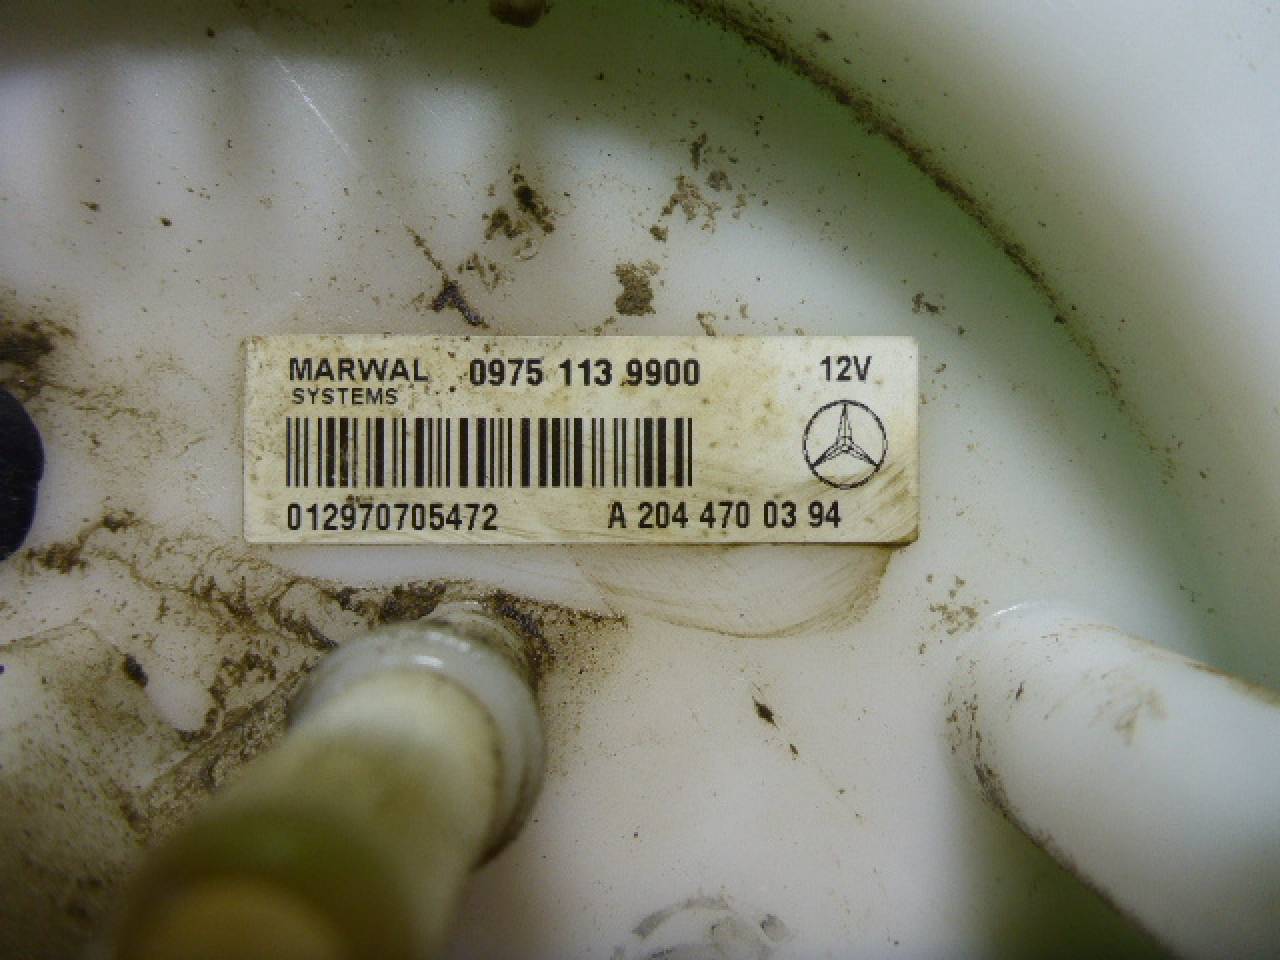 MARWAL 0975 113 9900 12V
SYSTEMS
012970705472 A 204 470 03 94